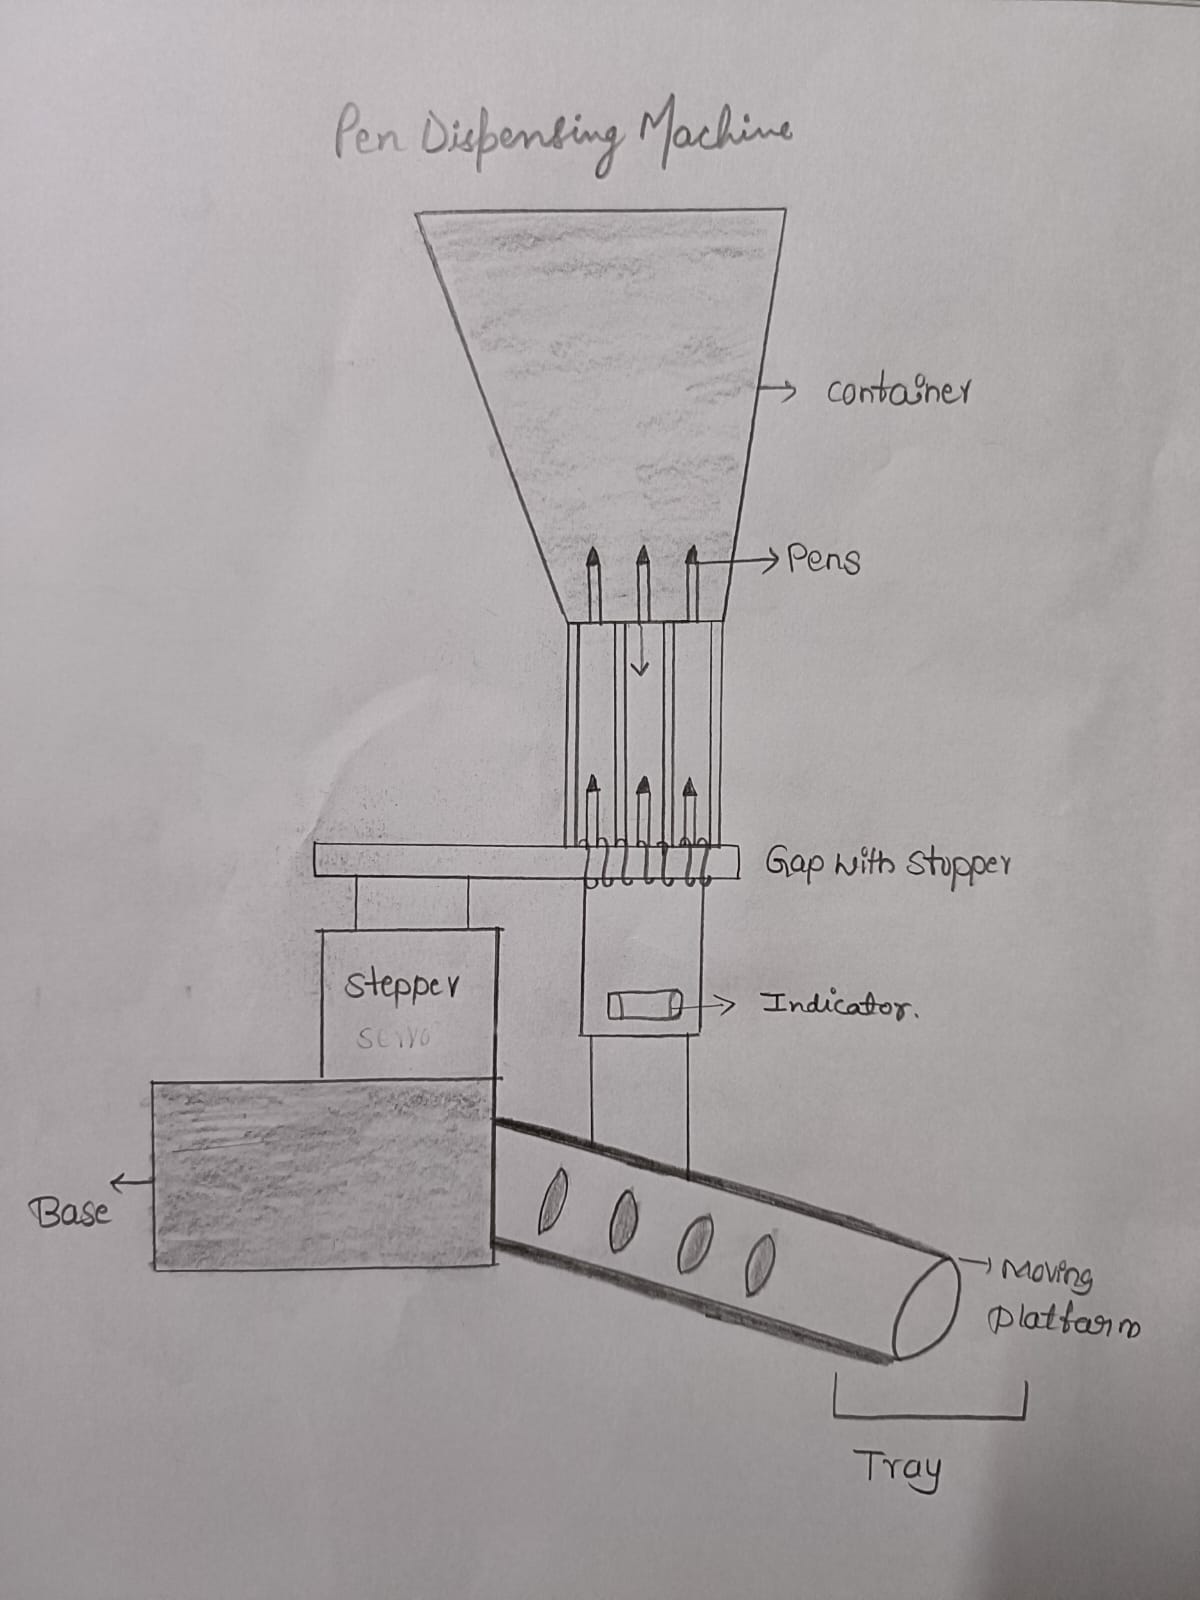 Pen Dispensing Machine
Container
Pens
Gap with Stopper
Stepper
Servo
Indicator.
Base
Moving
Platform
Tray